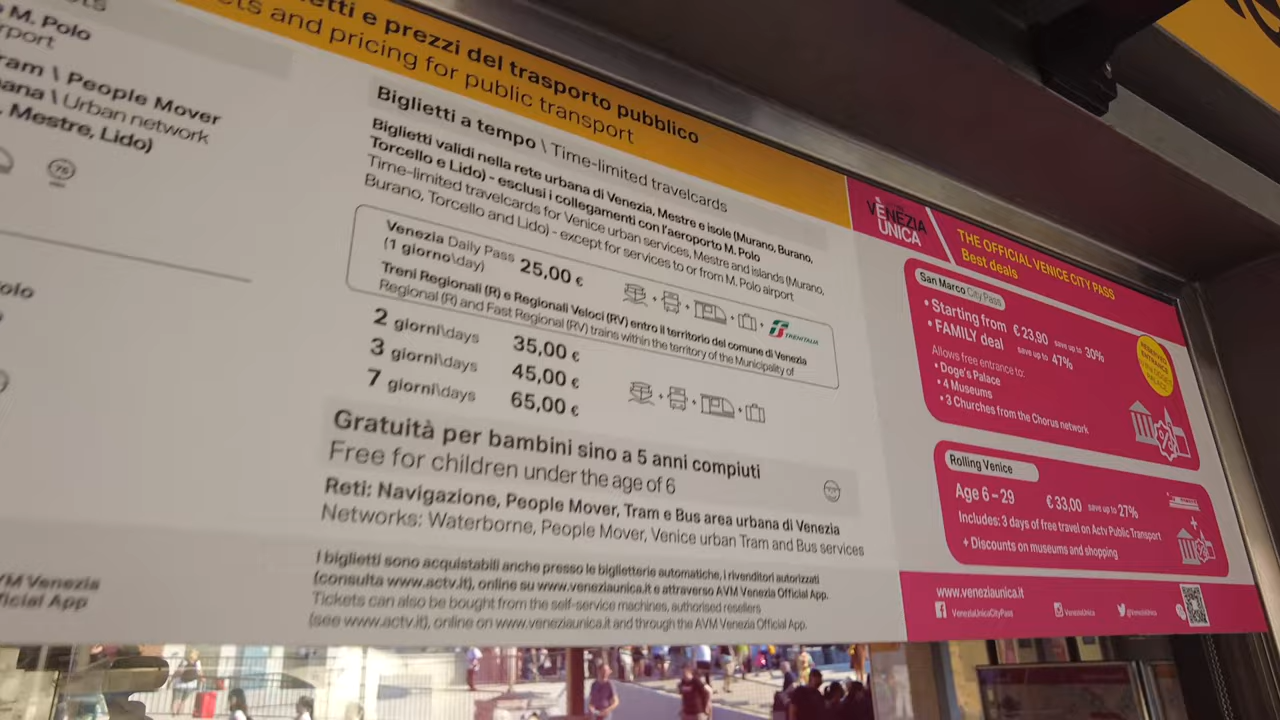 M. Polo
People Mover
Urban network
Mestre, Lido)
75
e prezzi del trasporto pubblico
and pricing for public transport
Biglietti a tempo \ Time-limited travelcards
Biglietti validi nella rete urbana di Venezia, Mestre e isole (Murano, Burano,
Torcello e Lido) - esclusi i collegamenti con l'aeroporto M. Polo
Time-limited travelcards for Venice urban services, Mestre and islands (Murano,
Burano, Torcello and Lido) - except for services to or from M. Polo airport
Venezia Daily Pass 25,00 €
(1 giorno\day)
TRENITALIA
Treni Regionali (R) e Regionali Veloci (RV) entro il territorio del comune di Venezia
Regional (R) and Fast Regional (RV) trains within the territory of the Municipality of
2 giorni\days 35,00 €
3 giorni\days 45,00 €
7 giorni\days 65,00 €
Gratuità per bambini sino a 5 anni compiuti
Free for children under the age of 6
Reti: Navigazione, People Mover, Tram e Bus area urbana di Venezia
Networks: Waterborne, People Mover, Venice urban Tram and Bus services
I biglietti sono acquistabili anche presso le biglietterie automatiche, i rivenditori autorizzati
(consulta www.actv.it), online su www.veneziaunica.it e attraverso AVM Venezia Official App.
Tickets can also be bought from the self-service machines, authorised resellers
(see www.actv.it), online on www.veneziaunica.it and through the AVM Venezia Official App.
Venezia
App
VENEZIA
UNICA
THE OFFICIAL VENICE CITY PASS
Best deals
San Marco City Pass
• Starting from € 23,90 save up to 30%
• FAMILY deal save up to 47%
Allows free entrance to:
• Doge's Palace
• 4 Museums
• 3 Churches from the Chorus network
Rolling Venice
Age 6 – 29 € 33,00 save up to 27%
Includes: 3 days of free travel on Actv Public Transport
+ Discounts on museums and shopping
www.veneziaunica.it
VeneziaUnicaCityPass
VeneziaUnica
@VeneziaUnica